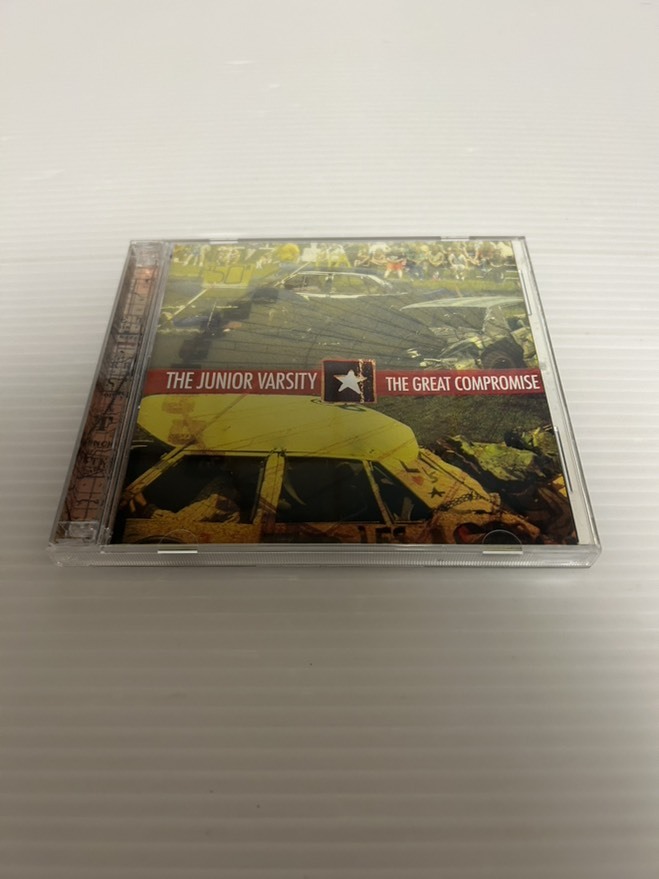 THE JUNIOR VARSITY
THE GREAT COMPROMISE